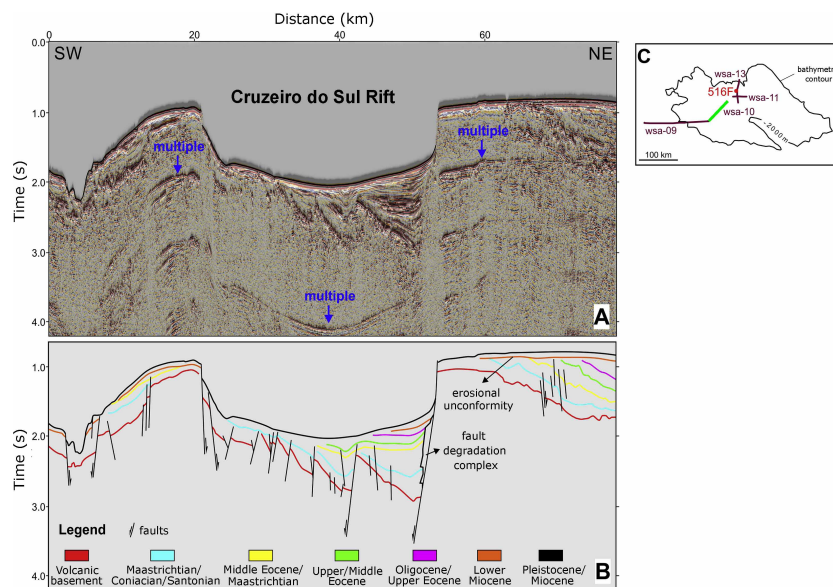 Distance (km)
0 20 40 60
SW NE
0.0
1.0
2.0
3.0
4.0
Time (s)
Cruzeiro do Sul Rift
multiple
multiple
multiple
A
C
wsa-13
bathymetric
contour
516F
wsa-11
wsa-10
wsa-09
-2000m
100 km
1.0
2.0
3.0
4.0
Time (s)
erosional
unconformity
fault
degradation
complex
Legend
faults
Volcanic
basement
Maastrichtian/
Coniacian/Santonian
Middle Eocene/
Maastrichtian
Upper/Middle
Eocene
Oligocene/
Upper Eocene
Lower
Miocene
Pleistocene/
Miocene
B